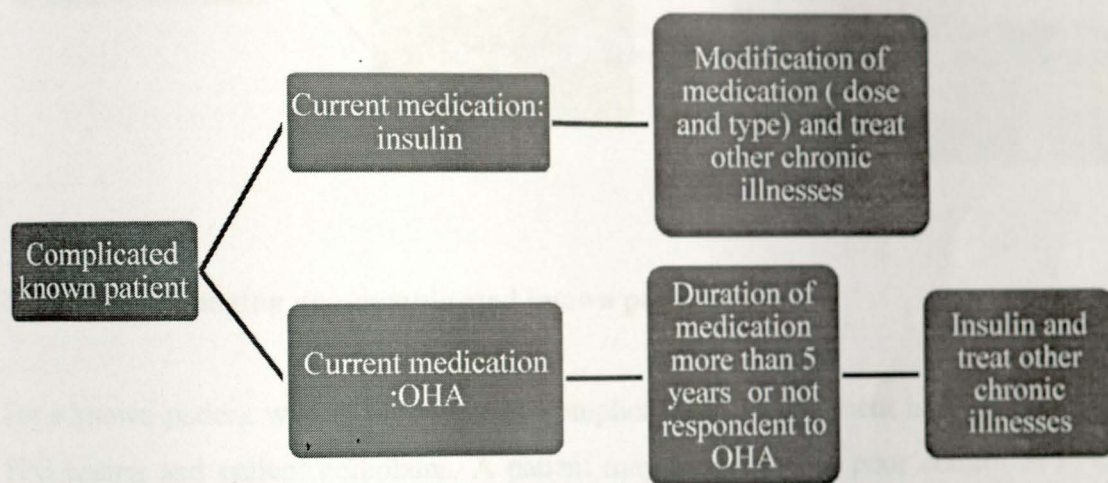 Current medication:
insulin
Modification of
medication ( dose
and type) and treat
other chronic
illnesses
Complicated
known patient
Current medication
:OHA
Duration of
medication
more than 5
years or not
respondent to
OHA
Insulin and
treat other
chronic
illnesses